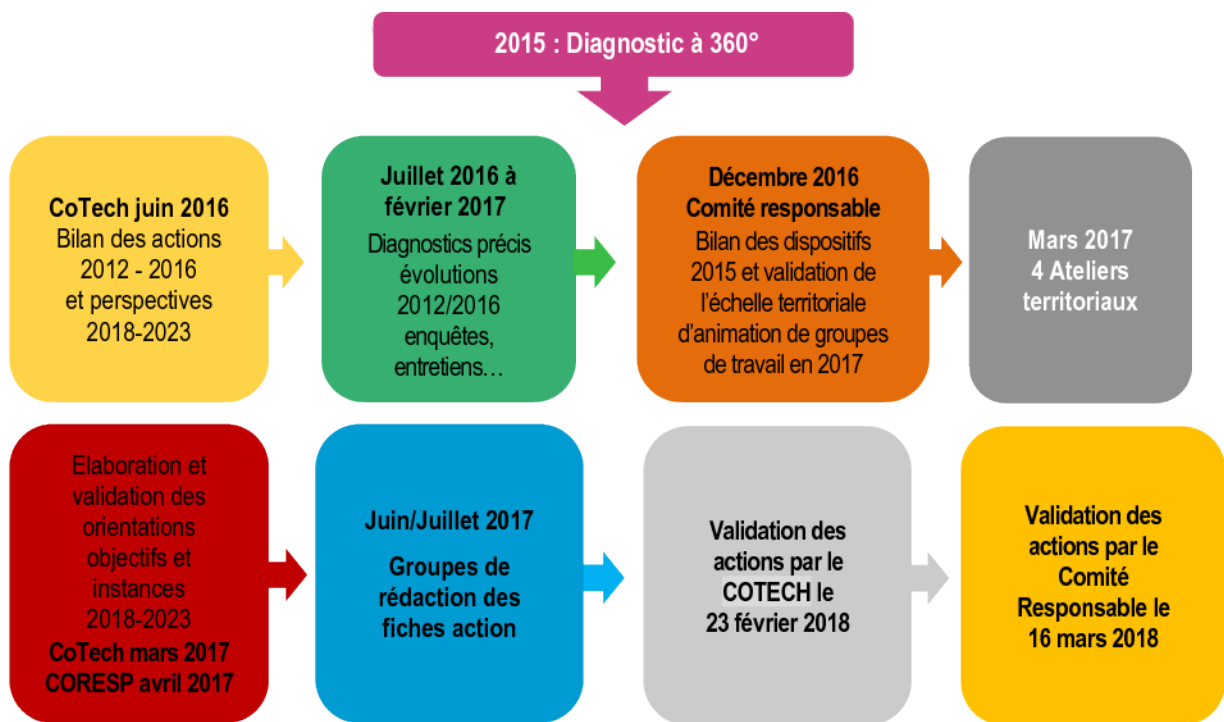 2015 : Diagnostic à 360°
CoTech juin 2016
Bilan des actions
2012 - 2016
et perspectives
2018-2023
Juillet 2016 à
février 2017
Diagnostics précis
évolutions
2012/2016
enquêtes,
entretiens…
Décembre 2016
Comité responsable
Bilan des dispositifs
2015 et validation de
l’échelle territoriale
d’animation de groupes
de travail en 2017
Mars 2017
4 Ateliers
territoriaux
Elaboration et
validation des
orientations
objectifs et
instances
2018-2023
CoTech mars 2017
CORESP avril 2017
Juin/Juillet 2017
Groupes de
rédaction des
fiches action
Validation des
actions par le
COTECH le
23 février 2018
Validation des
actions par le
Comité
Responsable le
16 mars 2018